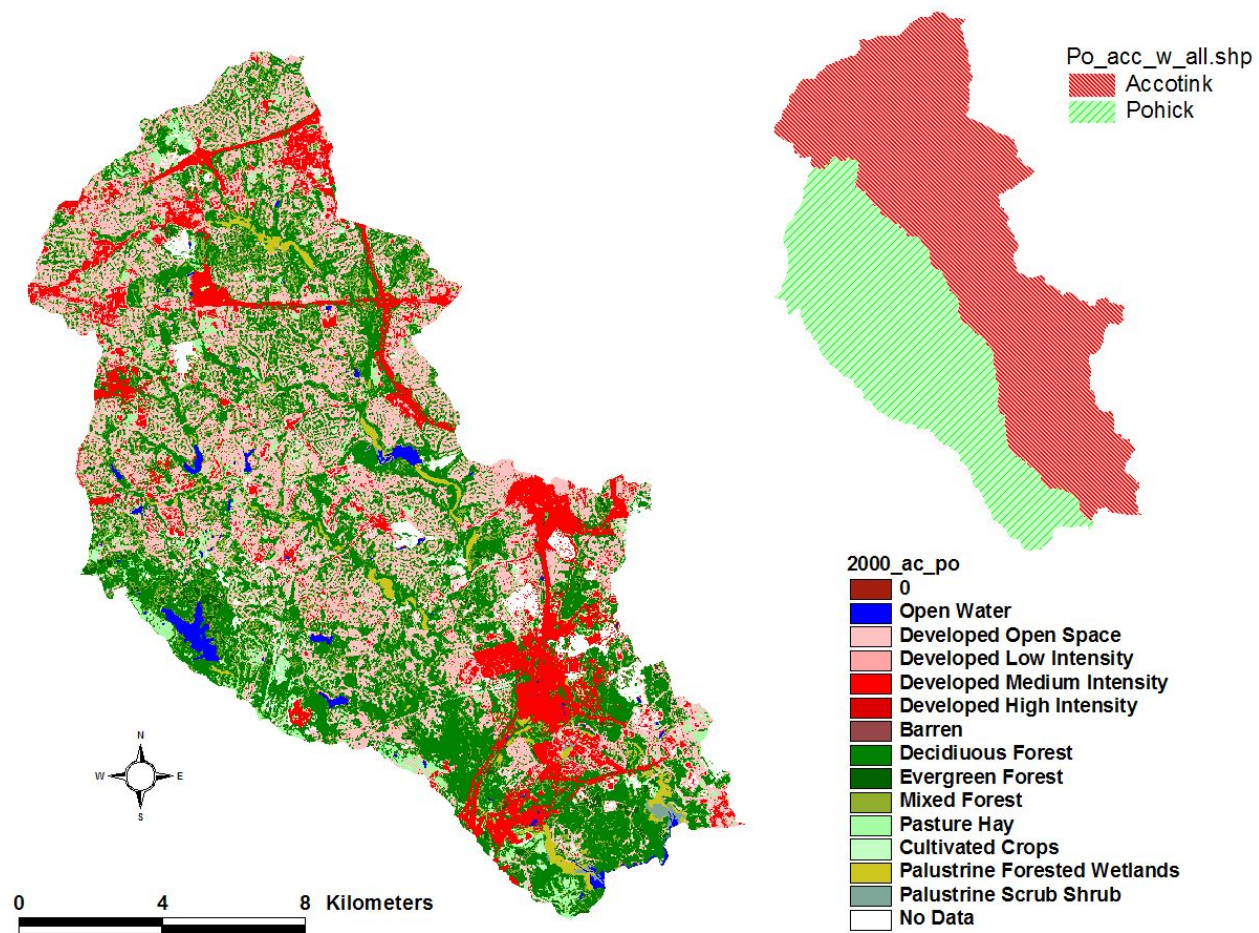 Po_acc_w_all.shp
Accotink
Pohick
2000_ac_po
0
Open Water
Developed Open Space
Developed Low Intensity
Developed Medium Intensity
Developed High Intensity
Barren
Decidiuous Forest
Evergreen Forest
Mixed Forest
Pasture Hay
Cultivated Crops
Palustrine Forested Wetlands
Palustrine Scrub Shrub
No Data
N
W E
S
0 4 8 Kilometers